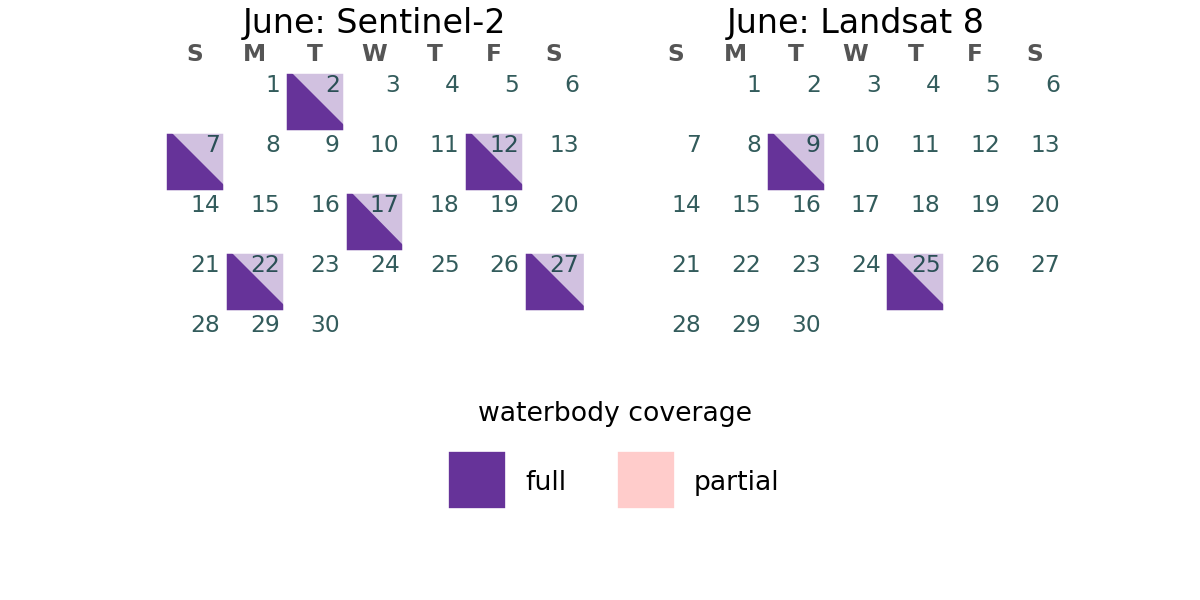 June: Sentinel-2
S M T W T F S
1 2 3 4 5 6
7 8 9 10 11 12 13
14 15 16 17 18 19 20
21 22 23 24 25 26 27
28 29 30
June: Landsat 8
S M T W T F S
1 2 3 4 5 6
7 8 9 10 11 12 13
14 15 16 17 18 19 20
21 22 23 24 25 26 27
28 29 30
waterbody coverage
full partial